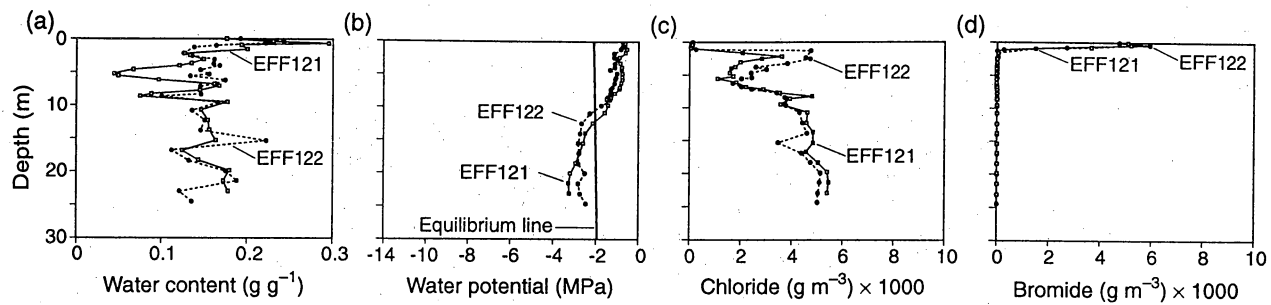 (a)
0
10
20
30
Depth (m)
EFF121
EFF122
0 0.1 0.2 0.3
Water content (g g⁻¹)
(b)
EFF122
EFF121
Equilibrium line
-14 -12 -10 -8 -6 -4 -2 0
Water potential (MPa)
(c)
EFF122
EFF121
0 2 4 6 8 10
Chloride (g m⁻³) × 1000
(d)
EFF121 EFF122
0 2 4 6 8 10
Bromide (g m⁻³) × 1000